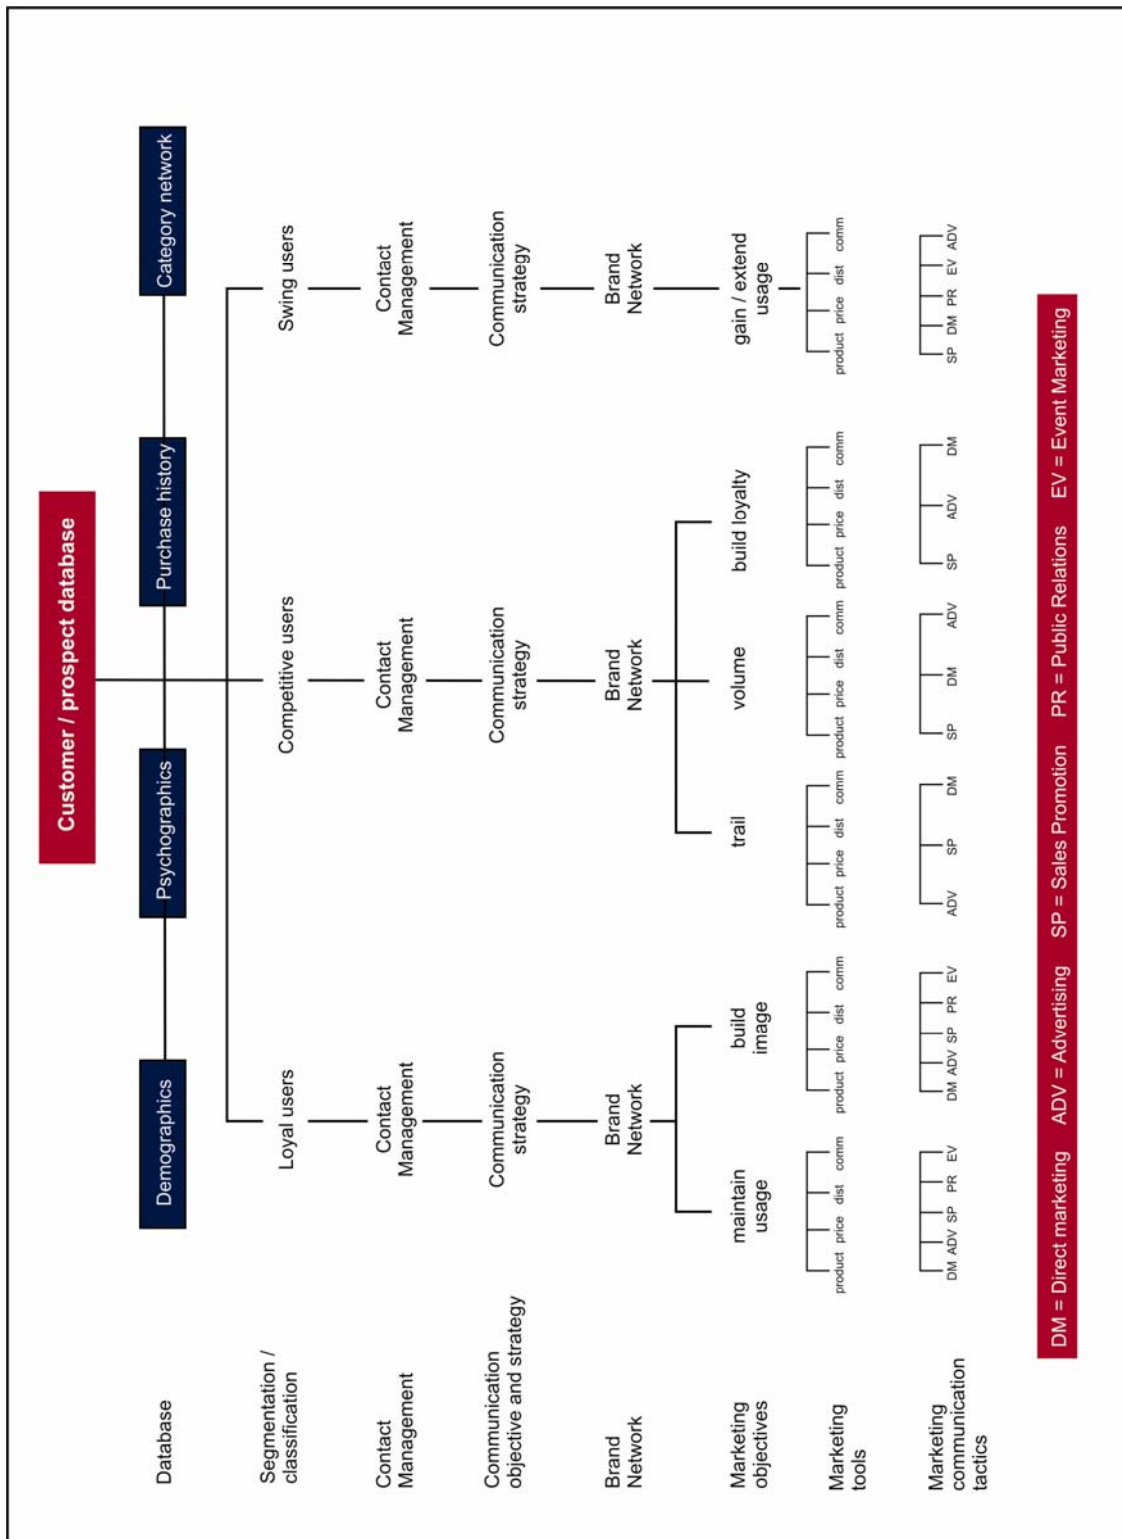 Customer / prospect database
Database
Demographics
Psychographics
Purchase history
Category network
Segmentation /
classification
Loyal users
Competitive users
Swing users
Contact
Management
Contact
Management
Contact
Management
Contact
Management
Communication
objective and strategy
Communication
strategy
Communication
strategy
Communication
strategy
Brand
Network
Brand
Network
Brand
Network
Brand
Network
Marketing
objectives
maintain
usage
build
image
trail
volume
build loyalty
gain / extend
usage
Marketing
tools
product price dist comm
product price dist comm
product price dist comm
product price dist comm
product price dist comm
product price dist comm
Marketing
communication
tactics
DM ADV SP PR EV
DM ADV SP PR EV
ADV SP DM
SP DM ADV
SP ADV DM
SP DM PR EV ADV
DM = Direct marketing ADV = Advertising SP = Sales Promotion PR = Public Relations EV = Event Marketing